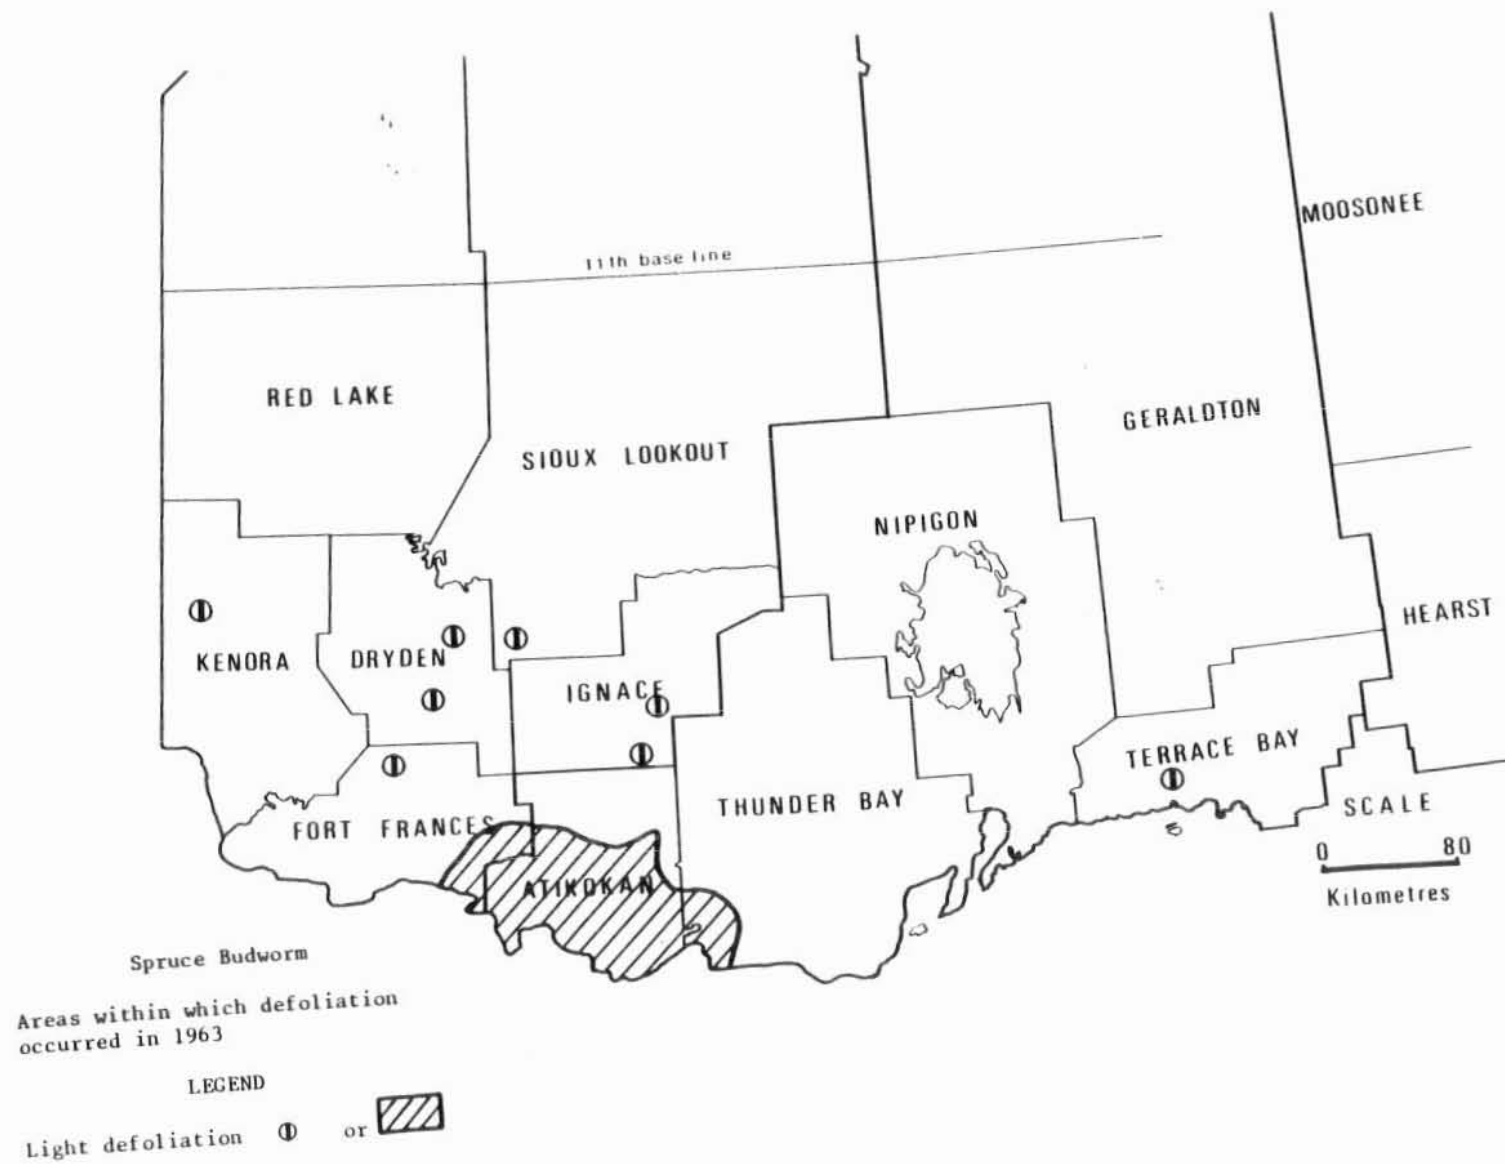 MOOSONEE
11th base line
RED LAKE
GERALDTON
SIOUX LOOKOUT
NIPIGON
HEARST
KENORA
DRYDEN
IGNACE
TERRACE BAY
THUNDER BAY
SCALE
FORT FRANCES
0 80
Kilometres
ATIKOKAN
Spruce Budworm
Areas within which defoliation
occurred in 1963
LEGEND
Light defoliation or